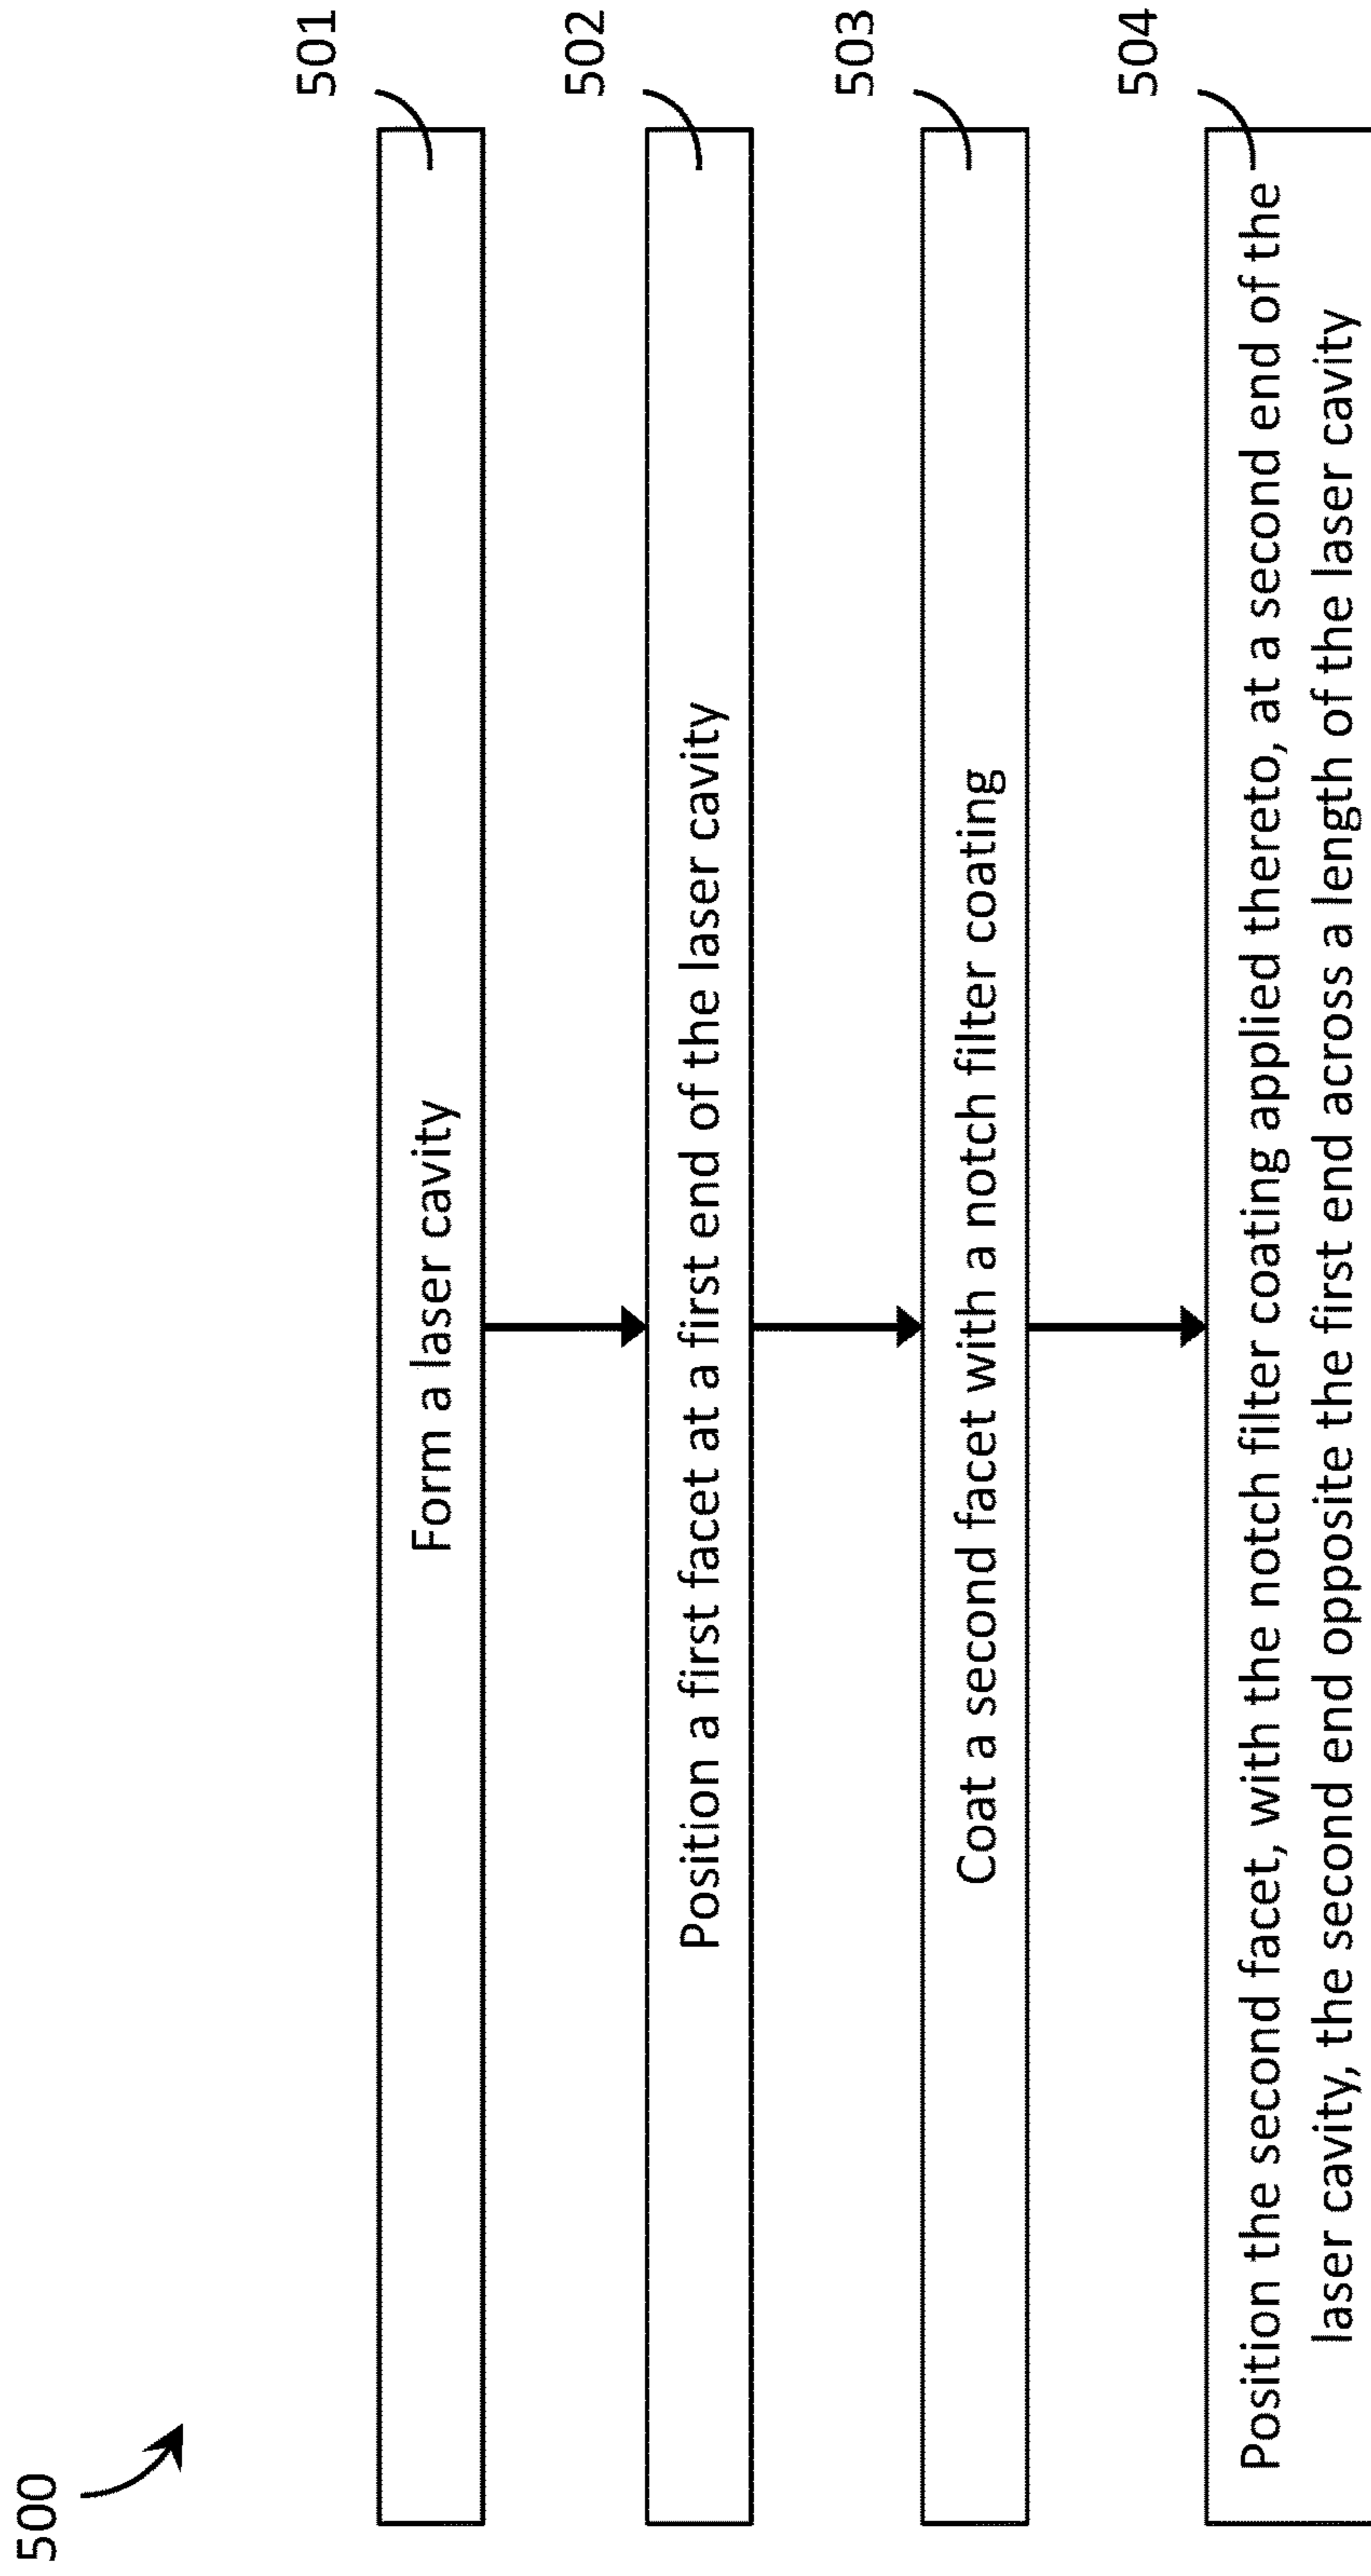 500
501
Form a laser cavity
502
Position a first facet at a first end of the laser cavity
503
Coat a second facet with a notch filter coating
504
Position the second facet, with the notch filter coating applied thereto, at a second end of the
laser cavity, the second end opposite the first end across a length of the laser cavity